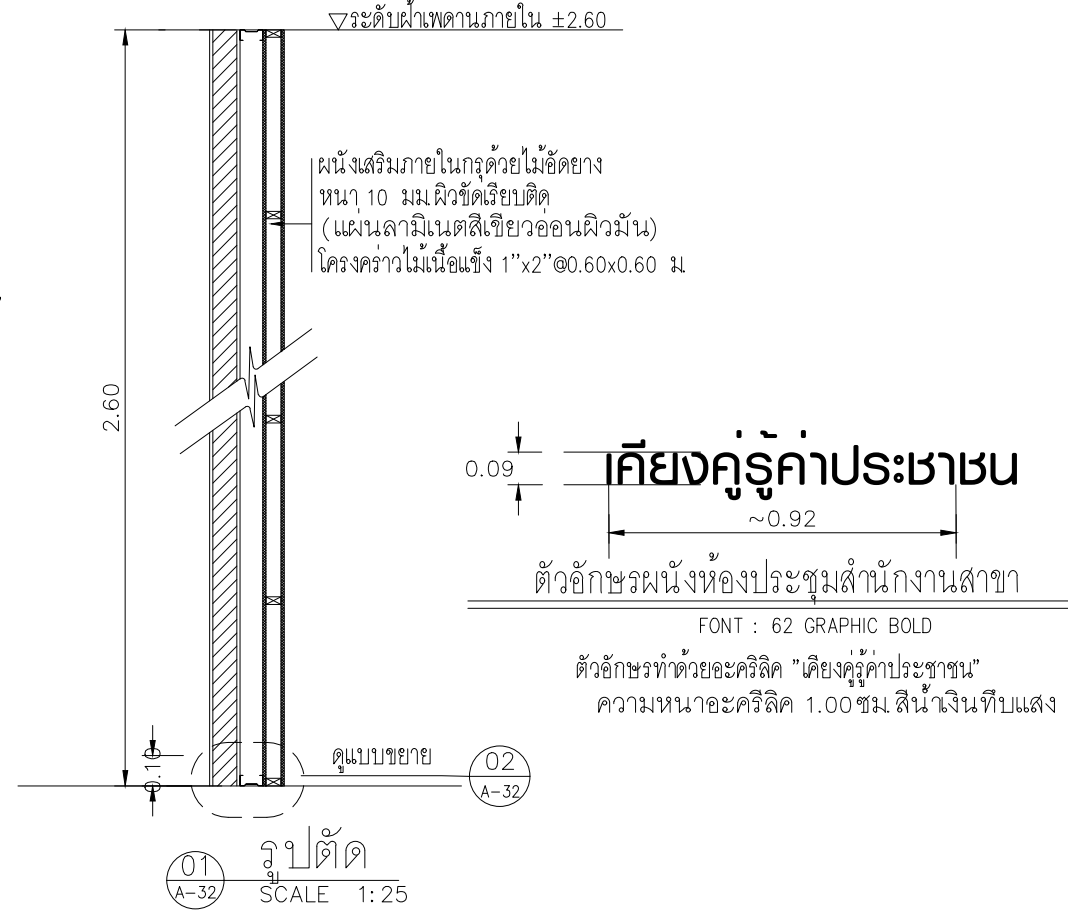 ระดับฝ้าเพดานภายใน ±2.60
ผนังเสริมภายในกรุด้วยไม้อัดยาง
หนา 10 มม.ผิวขัดเรียบติด
(แผ่นลามิเนตสีเขียวอ่อนผิวมัน)
โครงคร่าวไม้เนื้อแข็ง 1''x2''@0.60x0.60 ม.
2.60
0.09
เคียงคู่รู้ค่าประชาชน
~0.92
ตัวอักษรผนังห้องประชุมสำนักงานสาขา
FONT : 62 GRAPHIC BOLD
ตัวอักษรทำด้วยอะคริลิค "เคียงคู่รู้ค่าประชาชน"
ความหนาอะครีลิค 1.00ซม.สีน้ำเงินทึบแสง
0.10
ดูแบบขยาย
02
A-32
01
A-32
รูปตัด
SCALE 1:25